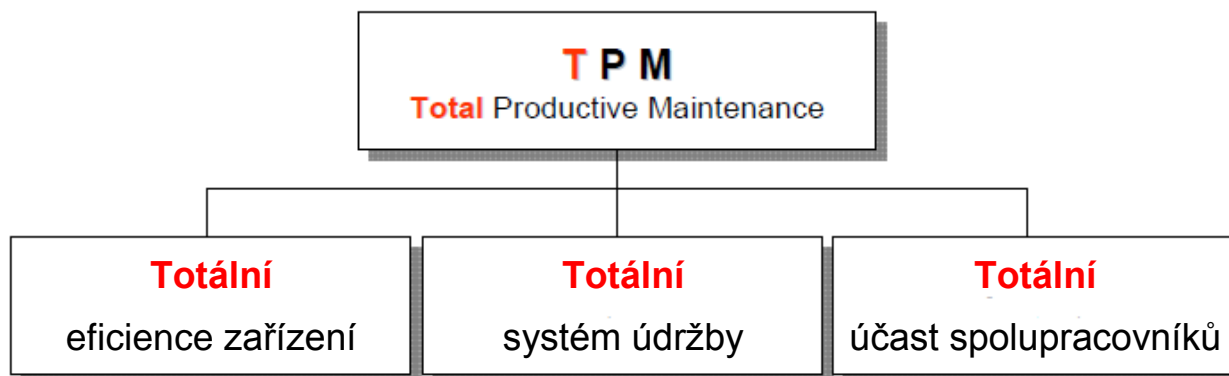 T P M
Total Productive Maintenance
Totální
eficience zařízení
Totální
systém údržby
Totální
účast spolupracovníků